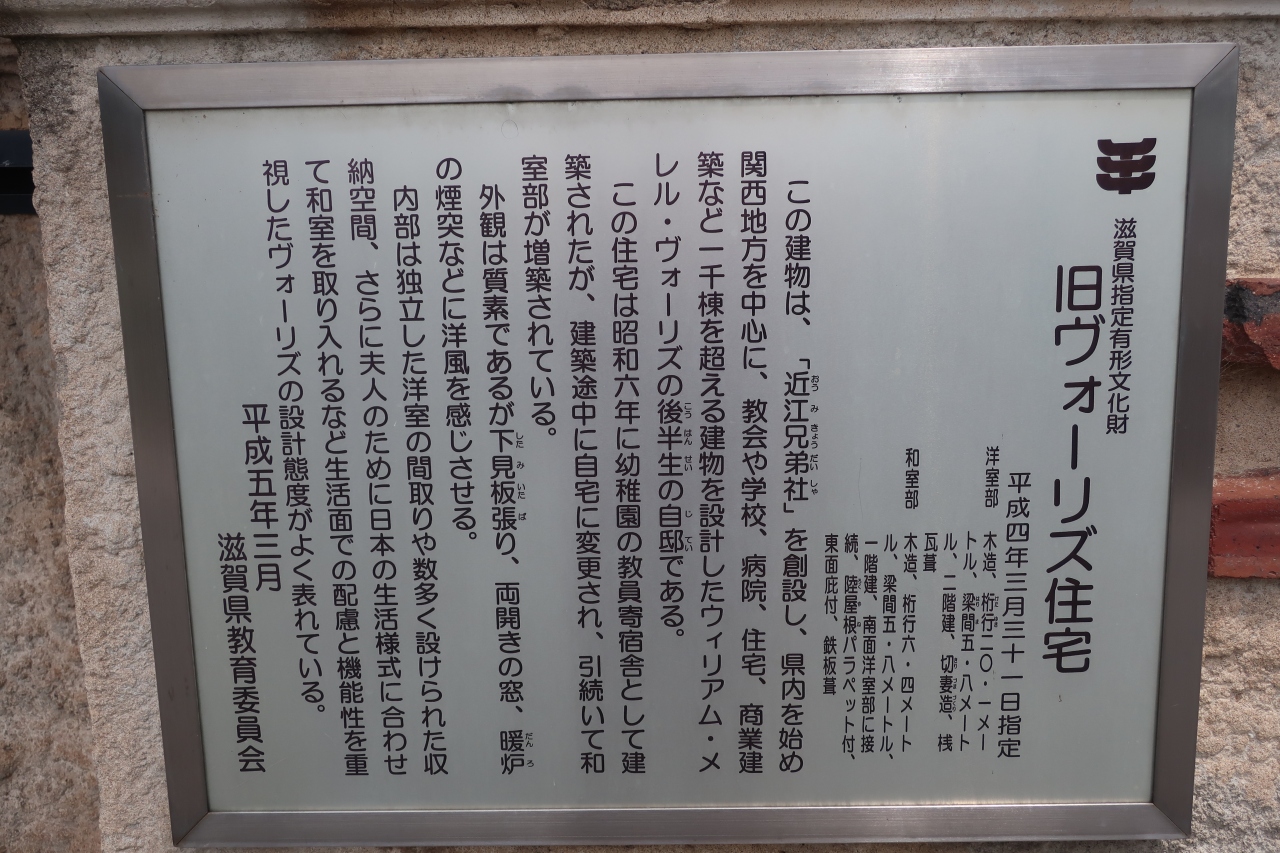 滋賀県指定有形文化財
旧ヴォーリズ住宅
平成四年三月三十一日指定
洋室部　木造、桁行二〇・一メー
トル、梁間五・八メート
ル、二階建、切妻造、桟
瓦葺
和室部　木造、桁行六・四メート
ル、梁間五・八メートル、
一階建、南面洋室部に接
続、陸屋根パラペット付、
東面庇付、鉄板葺
この建物は、「近江兄弟社」を創設し、県内を始め
関西地方を中心に、教会や学校、病院、住宅、商業建
築など一千棟を超える建物を設計したウィリアム・メ
レル・ヴォーリズの後半生の自邸である。
この住宅は昭和六年に幼稚園の教員寄宿舎として建
築されたが、建築途中に自宅に変更され、引続いて和
室部が増築されている。
外観は質素であるが下見板張り、両開きの窓、暖炉
の煙突などに洋風を感じさせる。
内部は独立した洋室の間取りや数多く設けられた収
納空間、さらに夫人のために日本の生活様式に合わせ
て和室を取り入れるなど生活面での配慮と機能性を重
視したヴォーリズの設計態度がよく表れている。
平成五年三月
滋賀県教育委員会